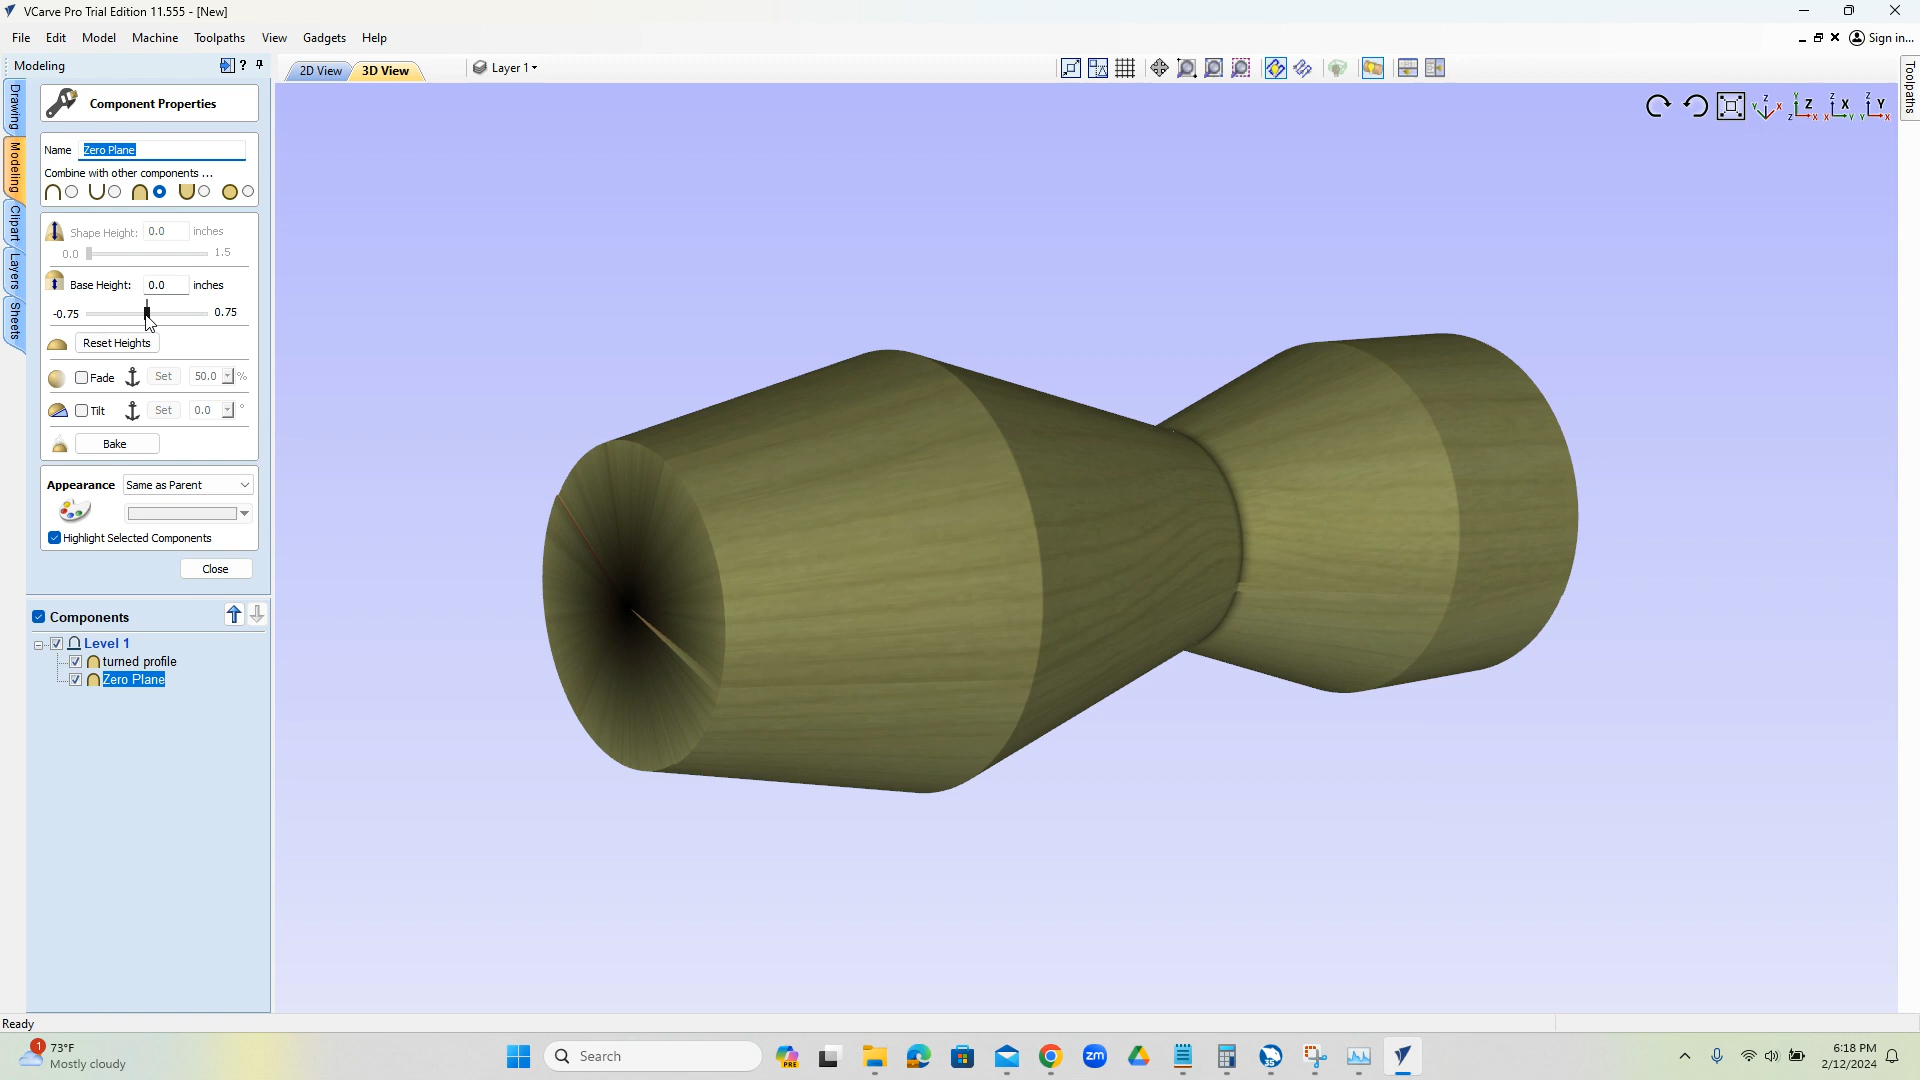 VCarve Pro Trial Edition 11.555 - [New]
File Edit Model Machine Toolpaths View Gadgets Help
Sign in...
Modeling
?
2D View 3D View
Layer 1
Toolpaths
Drawing
Modeling
Clipart
Layers
Sheets
Component Properties
Name Zero Plane
Combine with other components ...
Shape Height: 0.0 inches
0.0 1.5
Base Height: 0.0 inches
-0.75 0.75
Reset Heights
Fade Set 50.0 %
Tilt Set 0.0 °
Bake
Appearance Same as Parent
Highlight Selected Components
Close
Components
Level 1
turned profile
Zero Plane
Ready
1
73°F
Mostly cloudy
Search
PRE
zm
6:18 PM
2/12/2024